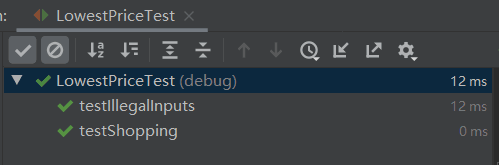 n: LowestPriceTest ×
LowestPriceTest (debug) 12 ms
testIllegalInputs 12 ms
testShopping 0 ms